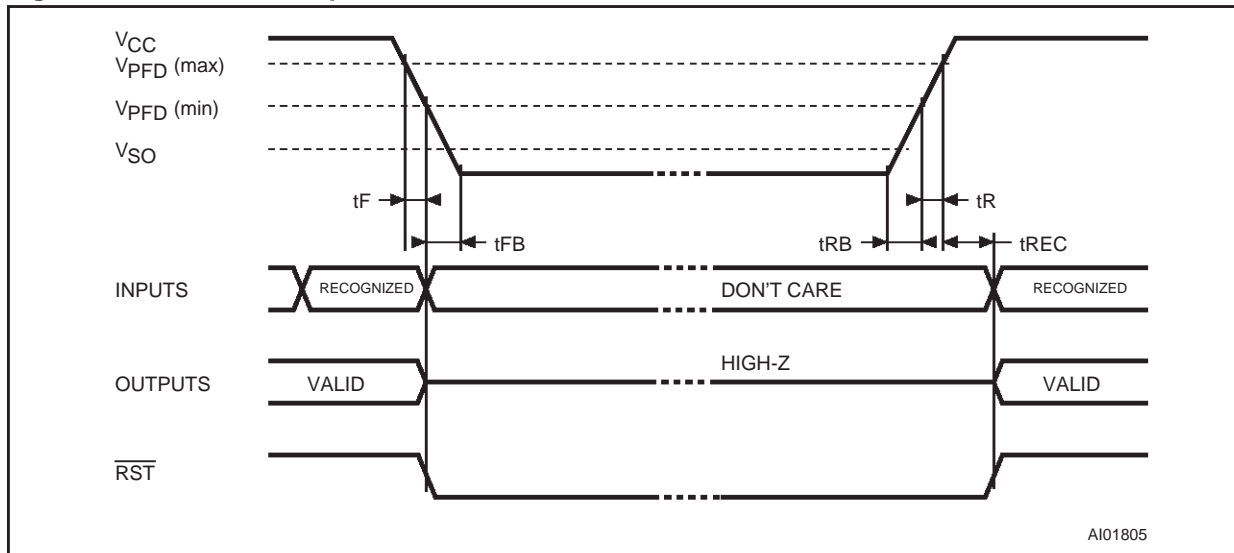 VCC
VPFD (max)
VPFD (min)
VSO
tF
tR
tFB
tRB
tREC
INPUTS
RECOGNIZED
DON'T CARE
RECOGNIZED
HIGH-Z
OUTPUTS
VALID
VALID
RST
AI01805